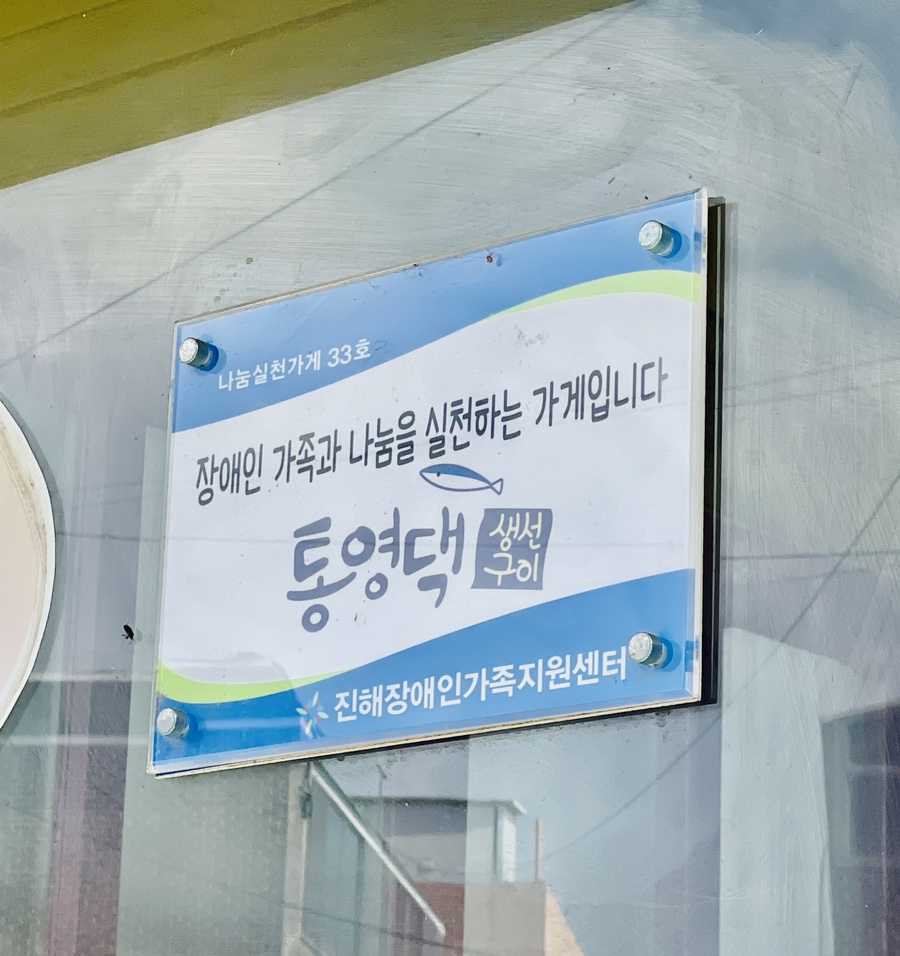 나눔실천가게 33호
장애인 가족과 나눔을 실천하는 가게입니다
통영댁 생선구이
진해장애인가족지원센터